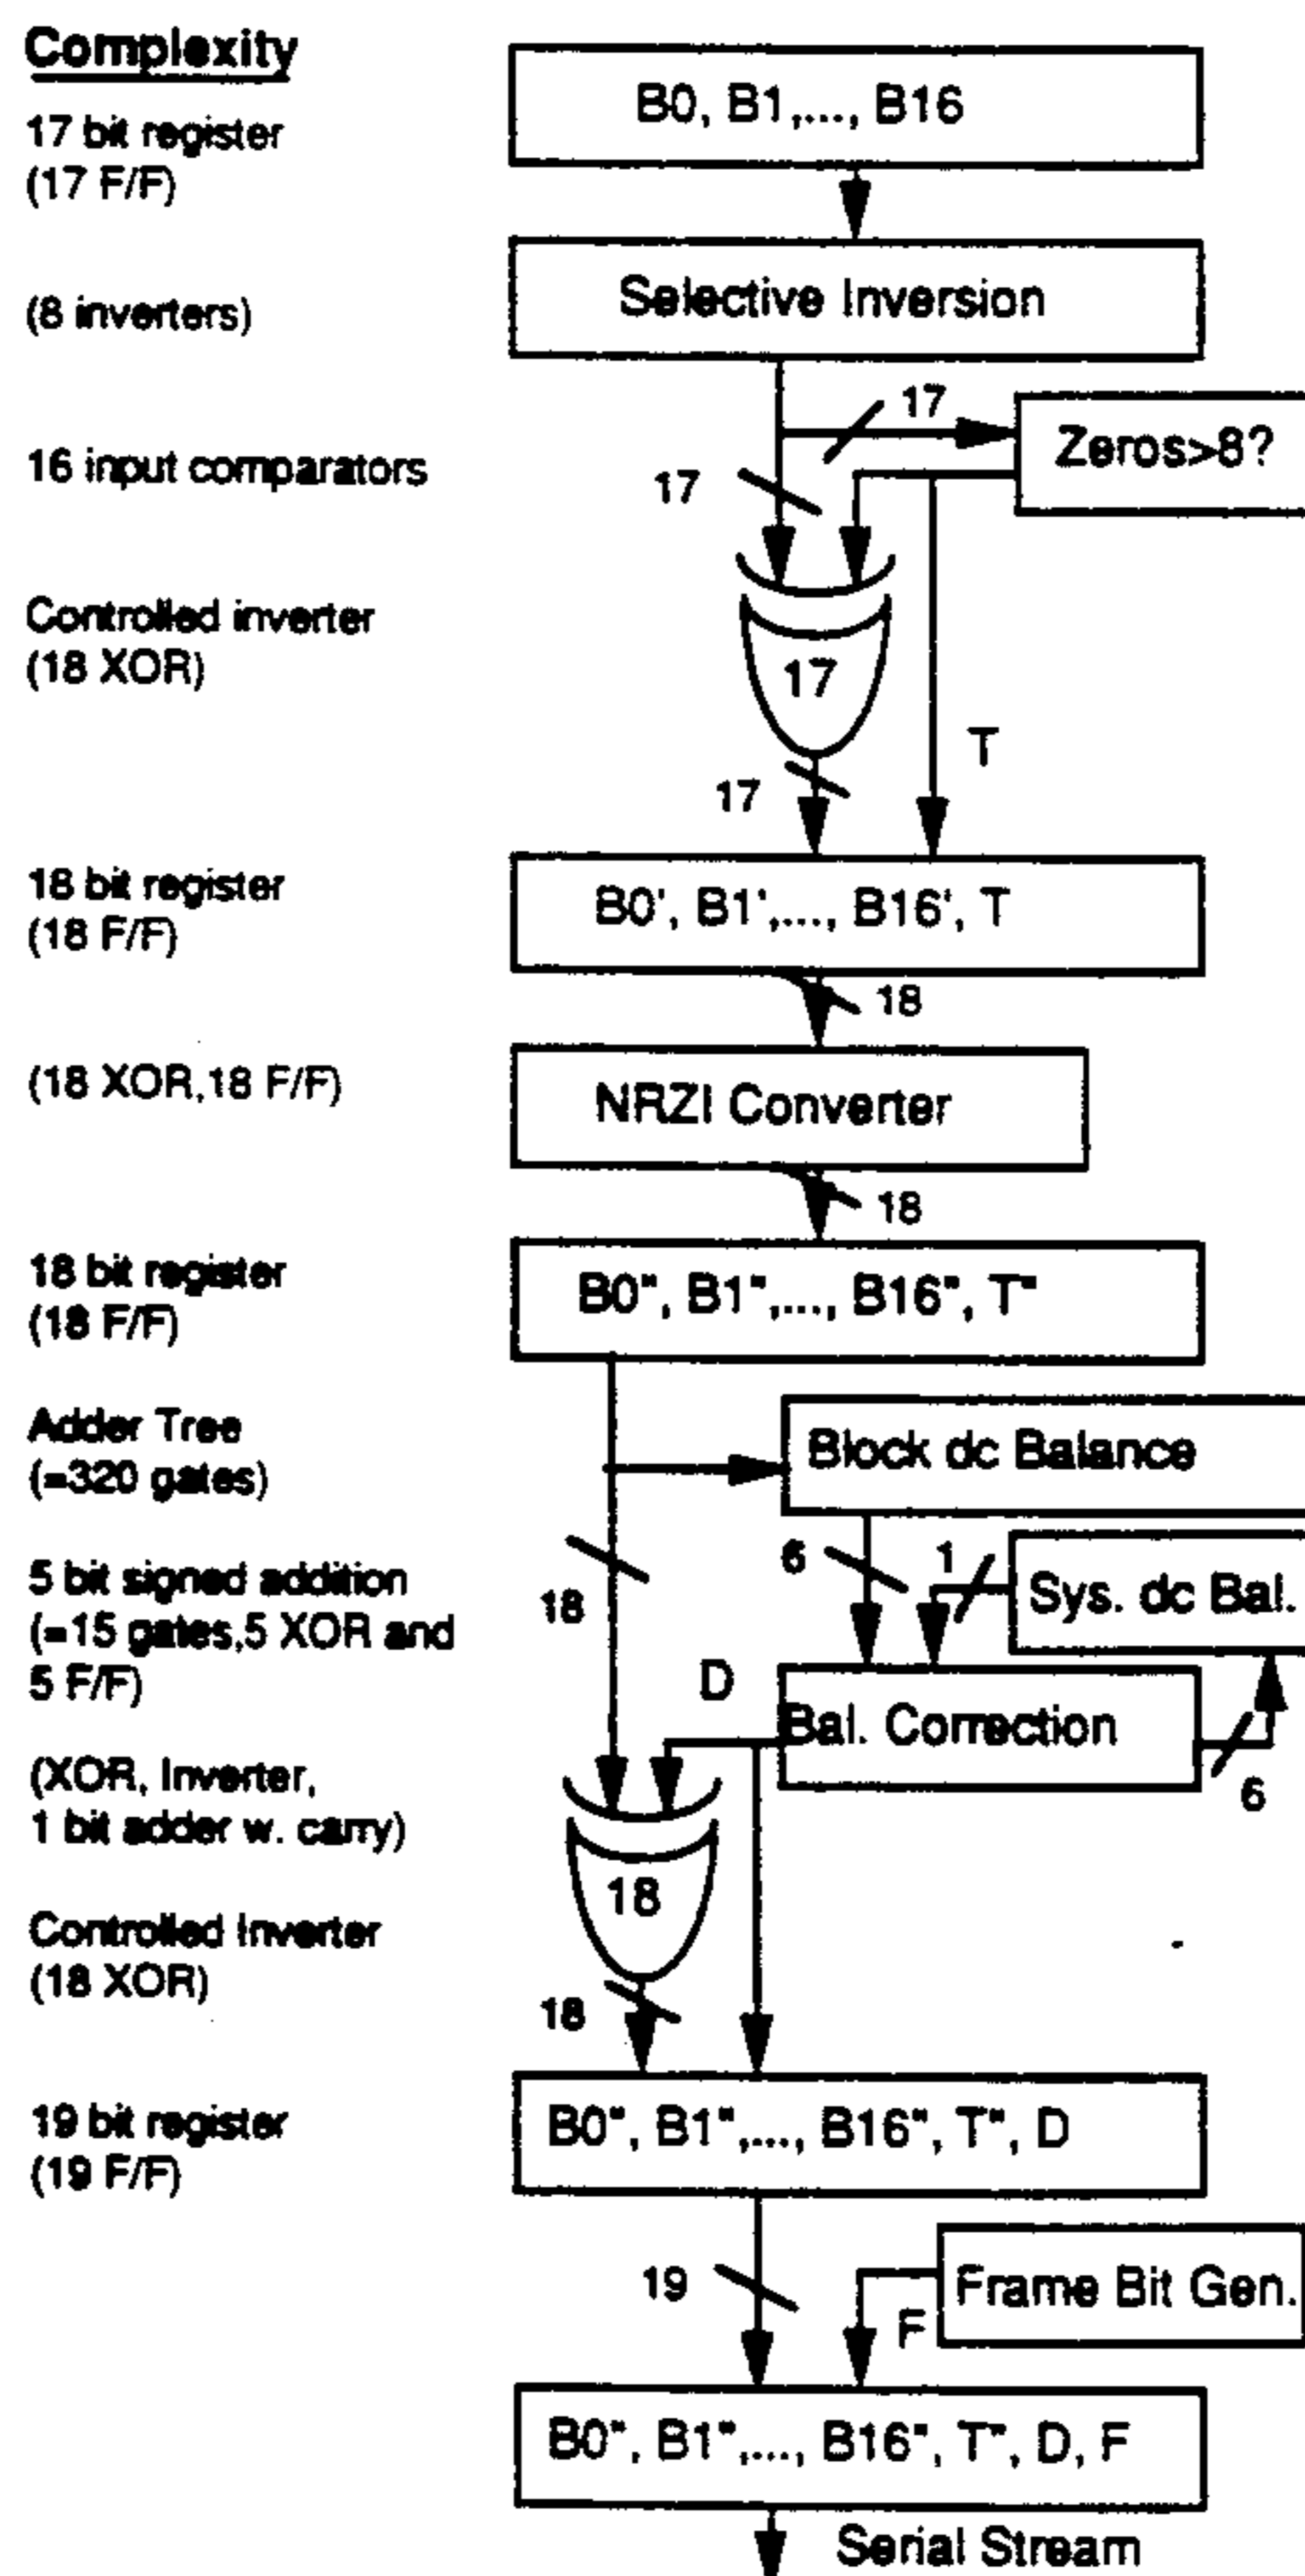 Complexity
17 bit register
(17 F/F)
B0, B1,..., B16
(8 inverters)
Selective Inversion
17
Zeros>8?
16 input comparators
17
Controlled inverter
(18 XOR)
17
T
17
18 bit register
(18 F/F)
B0', B1',..., B16', T
18
(18 XOR,18 F/F)
NRZI Converter
18
18 bit register
(18 F/F)
B0", B1",..., B16", T"
Adder Tree
(=320 gates)
Block dc Balance
5 bit signed addition
(=15 gates,5 XOR and
5 F/F)
18
6
1
Sys. dc Bal.
D
Bal. Correction
6
(XOR, Inverter,
1 bit adder w. carry)
18
Controlled Inverter
(18 XOR)
18
19 bit register
(19 F/F)
B0", B1",..., B16", T", D
19
Frame Bit Gen.
F
B0", B1",..., B16", T", D, F
Serial Stream